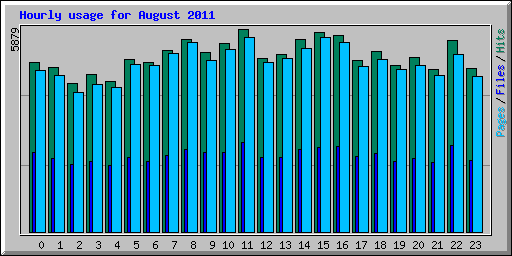 Hourly usage for August 2011
5879
Pages / Files / Hits
0 1 2 3 4 5 6 7 8 9 10 11 12 13 14 15 16 17 18 19 20 21 22 23